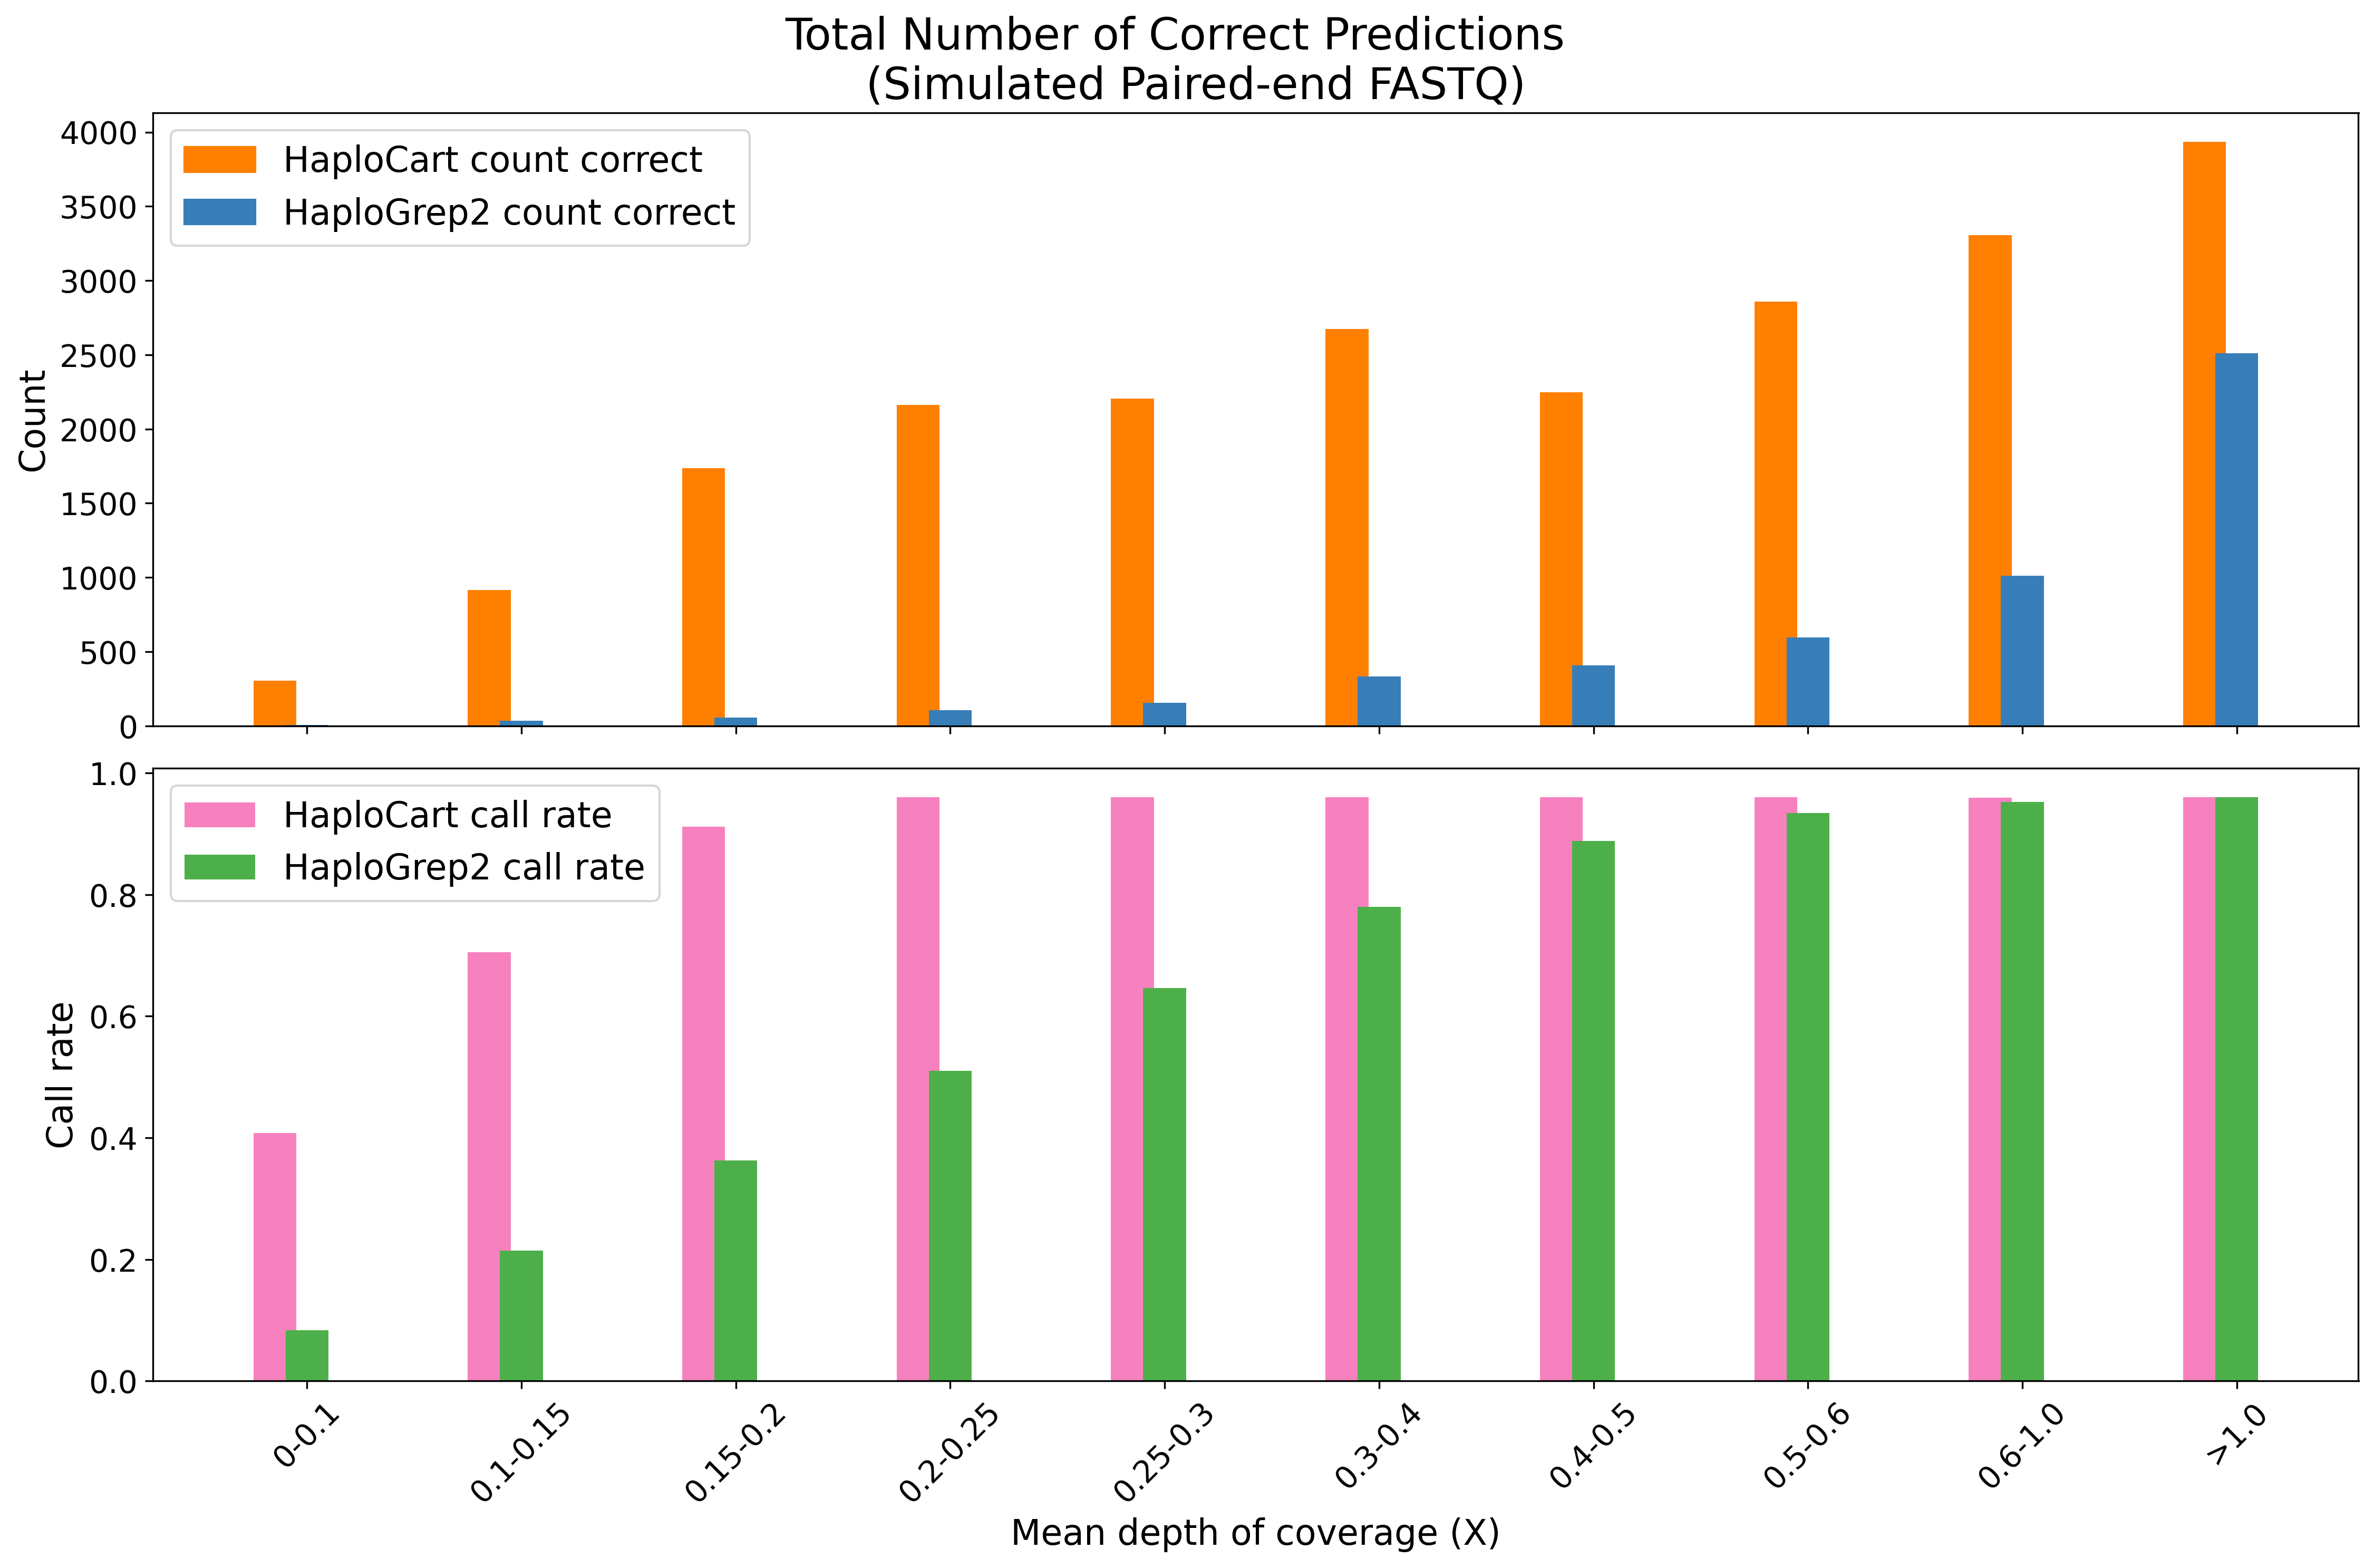 Total Number of Correct Predictions
(Simulated Paired-end FASTQ)
4000
3500
3000
2500
2000
1500
1000
500
0
Count
HaploCart count correct
HaploGrep2 count correct
1.0
0.8
0.6
0.4
0.2
0.0
Call rate
HaploCart call rate
HaploGrep2 call rate
0-0.1
0.1-0.15
0.15-0.2
0.2-0.25
0.25-0.3
0.3-0.4
0.4-0.5
0.5-0.6
0.6-1.0
>1.0
Mean depth of coverage (X)